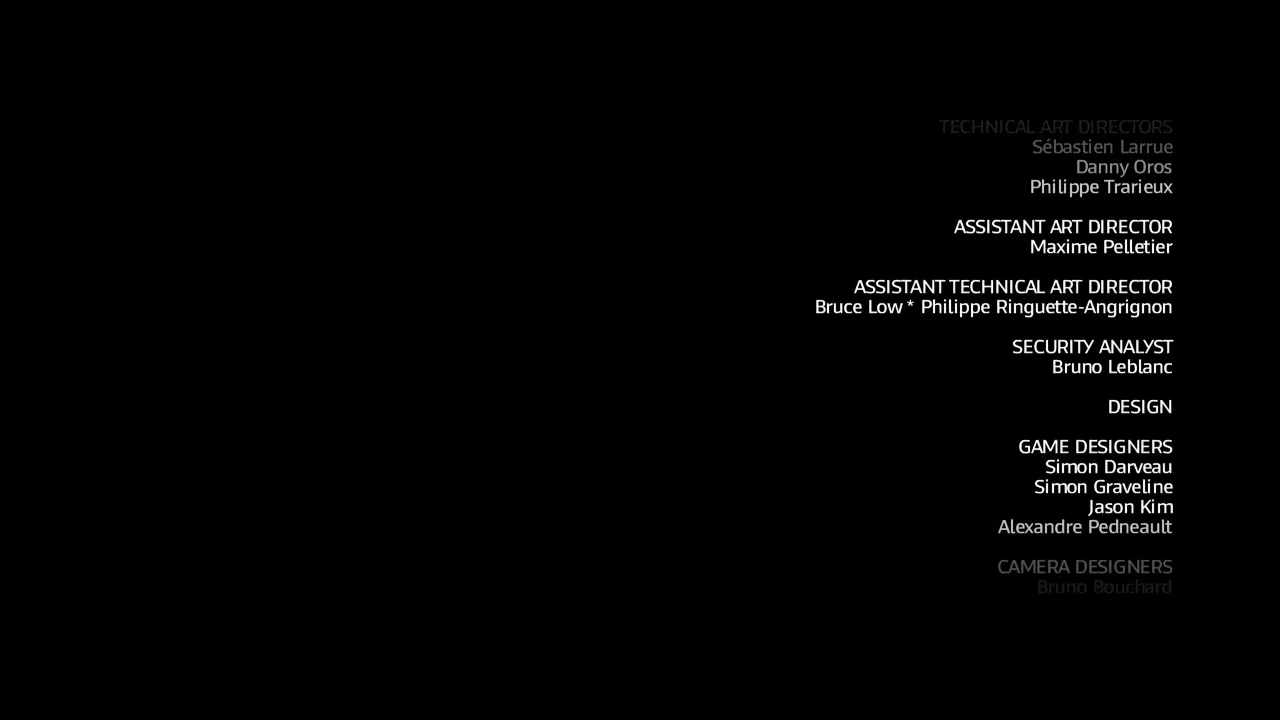 TECHNICAL ART DIRECTORS
Sébastien Larrue
Danny Oros
Philippe Trarieux
ASSISTANT ART DIRECTOR
Maxime Pelletier
ASSISTANT TECHNICAL ART DIRECTOR
Bruce Low * Philippe Ringuette-Angrignon
SECURITY ANALYST
Bruno Leblanc
DESIGN
GAME DESIGNERS
Simon Darveau
Simon Graveline
Jason Kim
Alexandre Pedneault
CAMERA DESIGNERS
Bruno Bouchard